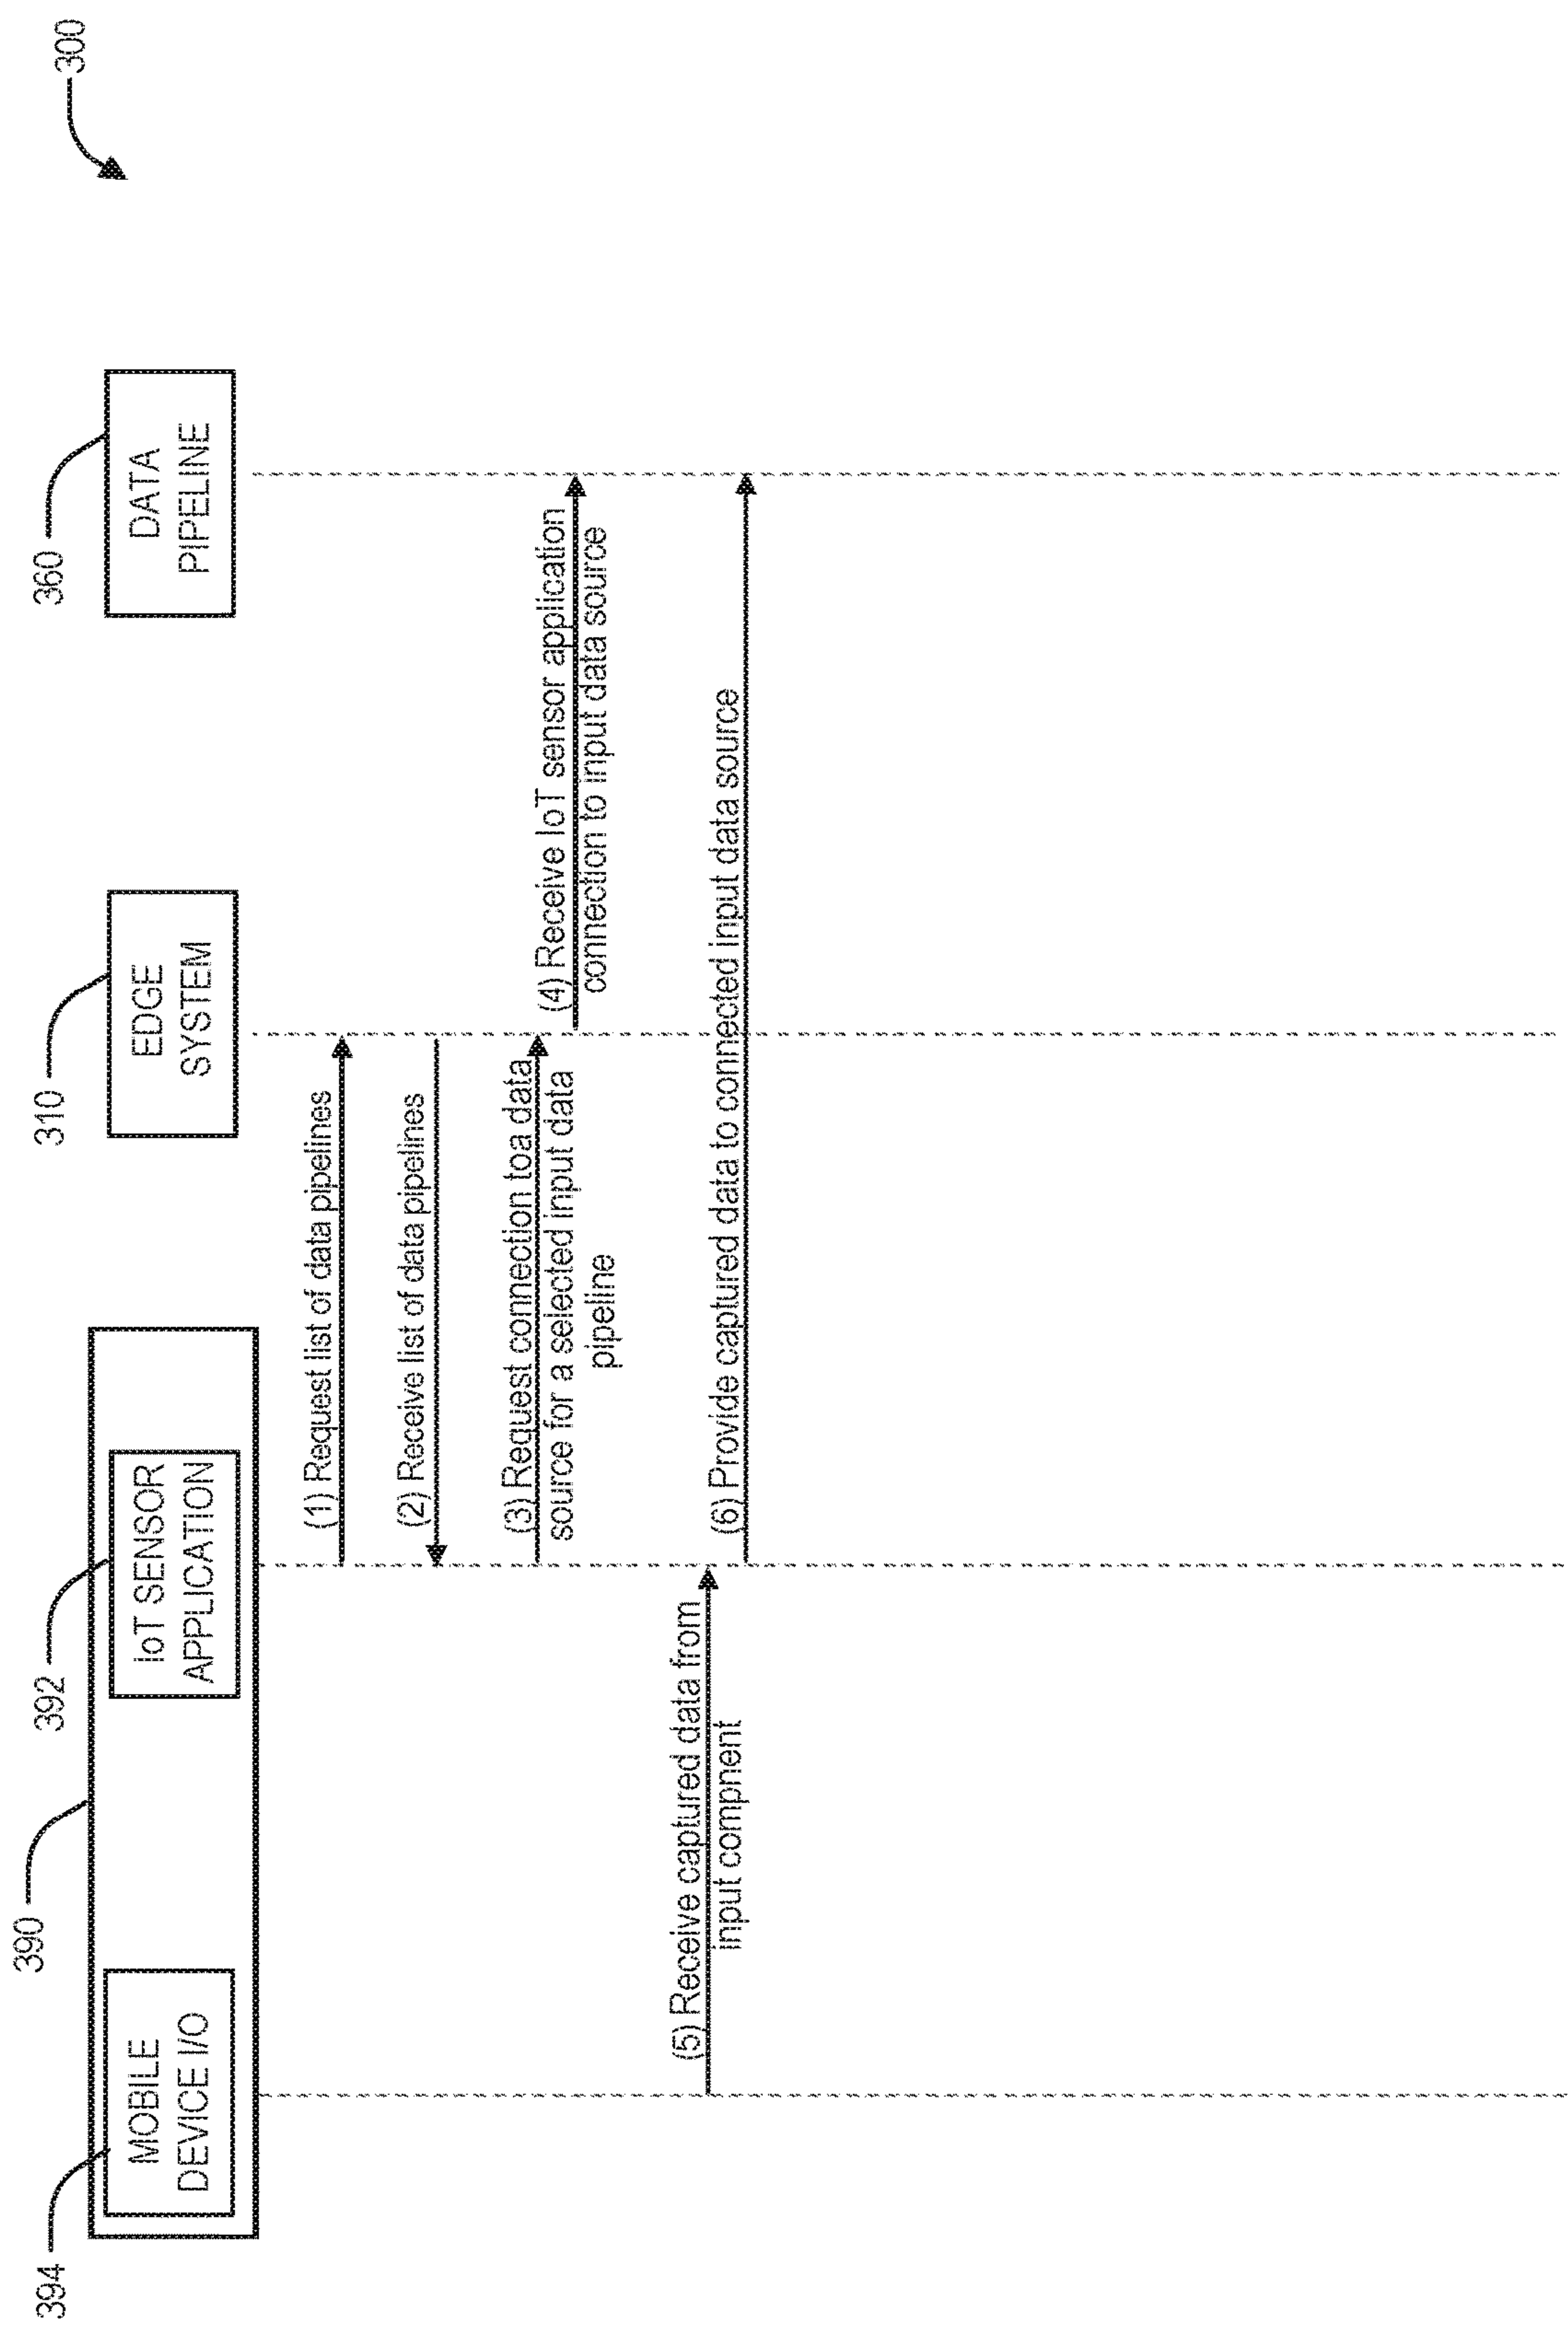 300
394
390
392
310
360
MOBILE
DEVICE I/O
IoT SENSOR
APPLICATION
EDGE
SYSTEM
DATA
PIPELINE
(1) Request list of data pipelines
(2) Receive list of data pipelines
(3) Request connection toa data
source for a selected input data
pipeline
(4) Receive IoT sensor application
connection to input data source
(5) Receive captured data from
input compnent
(6) Provide captured data to connected input data source